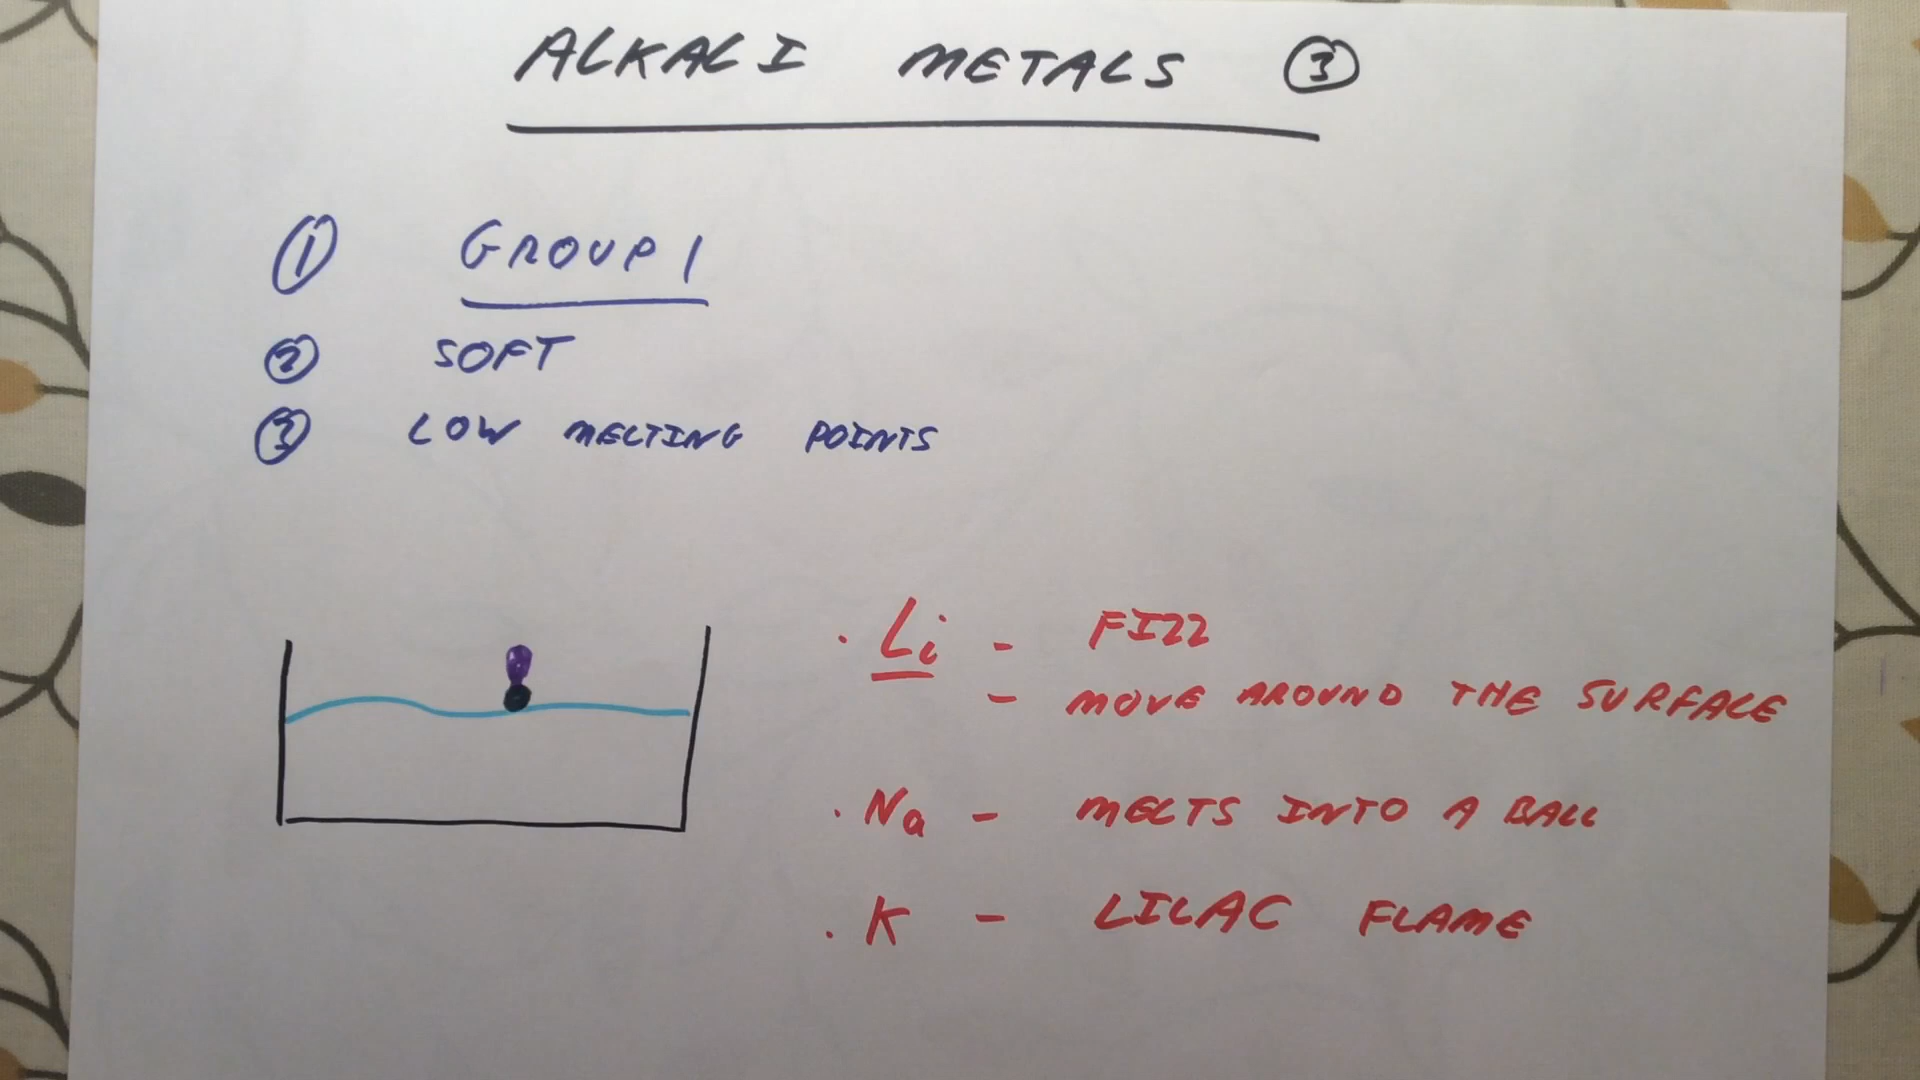 ALKALI METALS ③
① GROUP 1
② SOFT
③ LOW MELTING POINTS
· Li - FIZZ
- MOVE AROUND THE SURFACE
· Na - MELTS INTO A BALL
· K - LILAC FLAME